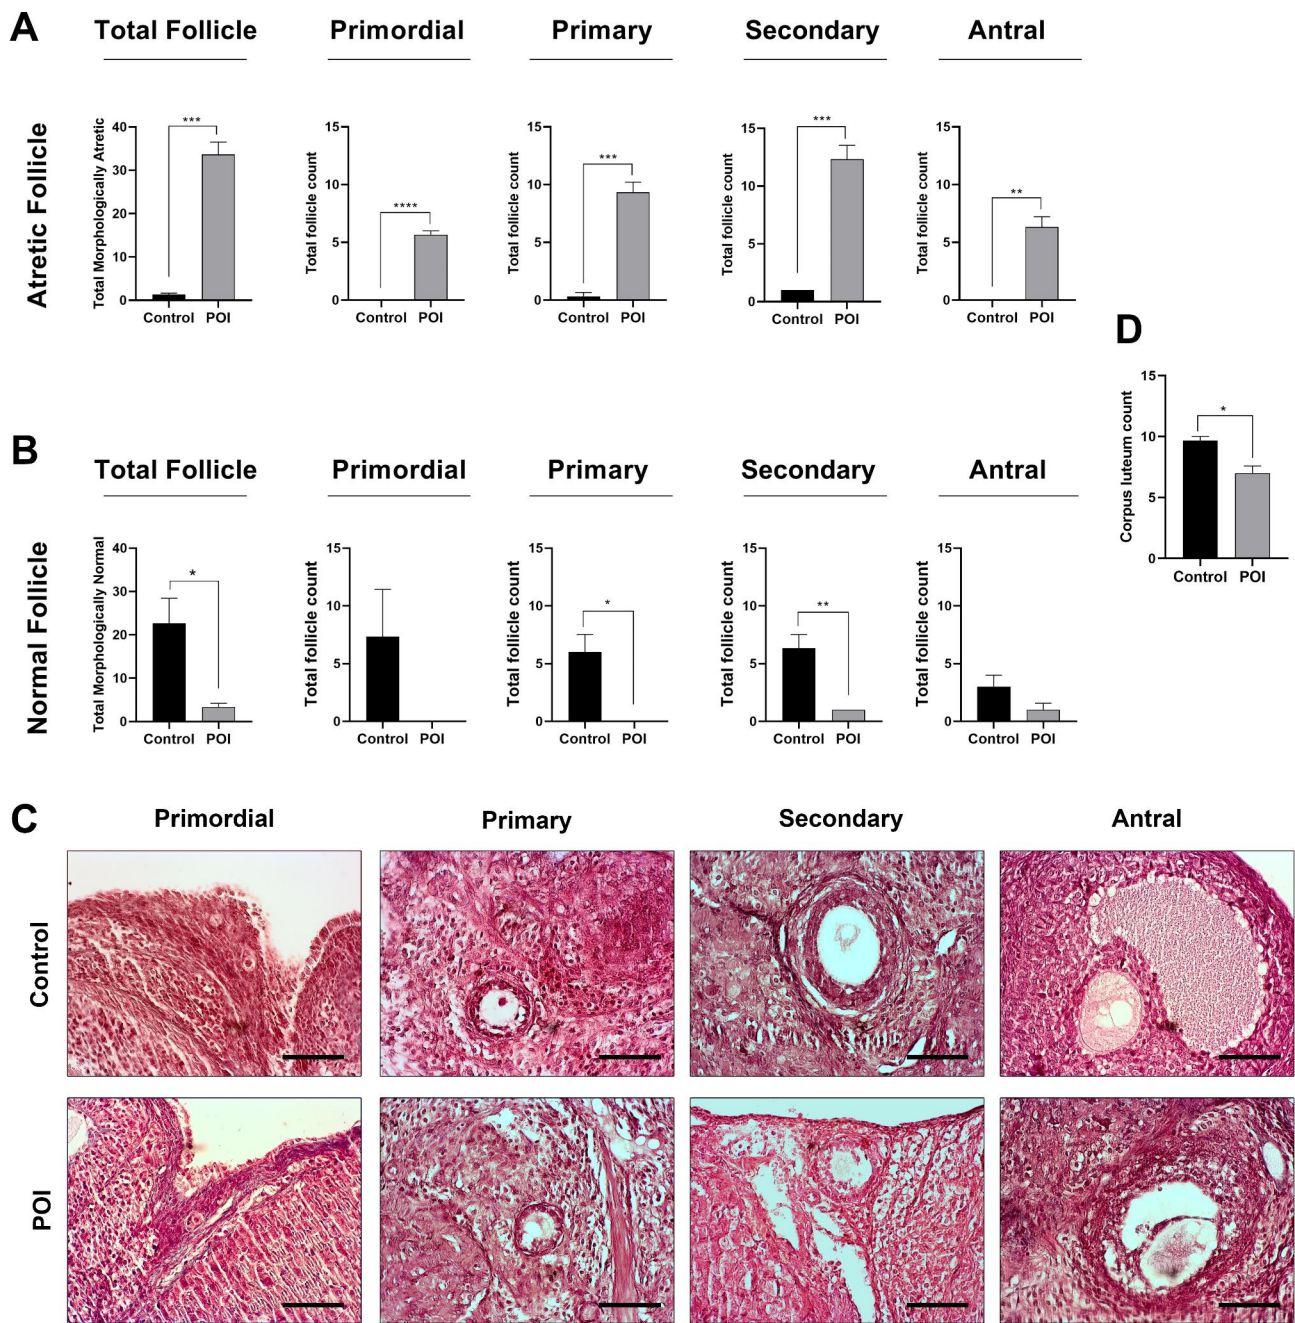 A
Total Follicle Primordial Primary Secondary Antral
Atretic Follicle
Total Morphologically Atretic
40
30
20
10
0
***
Control POI
Total follicle count
15
10
5
0
****
Control POI
Total follicle count
15
10
5
0
***
Control POI
Total follicle count
15
10
5
0
***
Control POI
Total follicle count
15
10
5
0
**
Control POI
D
Corpus luteum count
15
10
5
0
*
Control POI
B
Total Follicle Primordial Primary Secondary Antral
Normal Follicle
Total Morphologically Normal
40
30
20
10
0
*
Control POI
Total follicle count
15
10
5
0
Control POI
Total follicle count
15
10
5
0
*
Control POI
Total follicle count
15
10
5
0
**
Control POI
Total follicle count
15
10
5
0
Control POI
C
Primordial Primary Secondary Antral
Control
POI